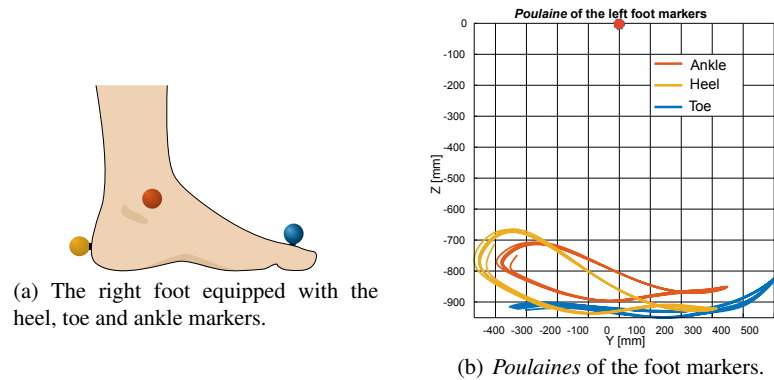 (a) The right foot equipped with the
heel, toe and ankle markers.
Poulaine of the left foot markers
0
-100
-200
-300
-400
-500
-600
-700
-800
-900
Z [mm]
Ankle
Heel
Toe
-400 -300 -200 -100 0 100 200 300 400 500
Y [mm]
(b) Poulaines of the foot markers.